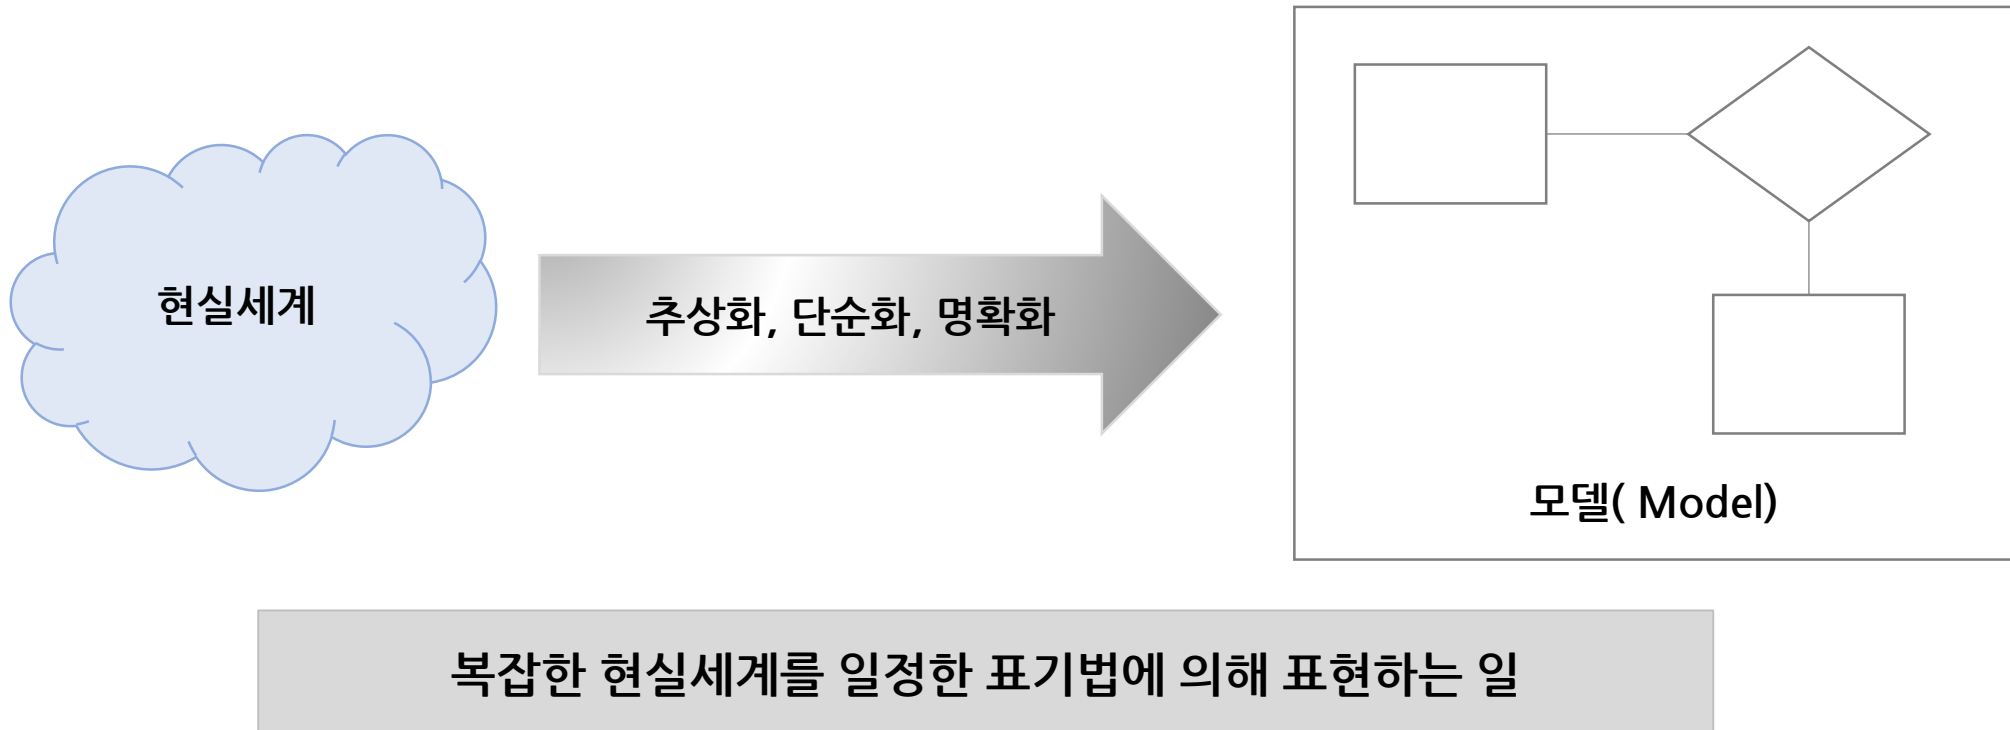 현실세계
추상화, 단순화, 명확화
모델( Model)
복잡한 현실세계를 일정한 표기법에 의해 표현하는 일